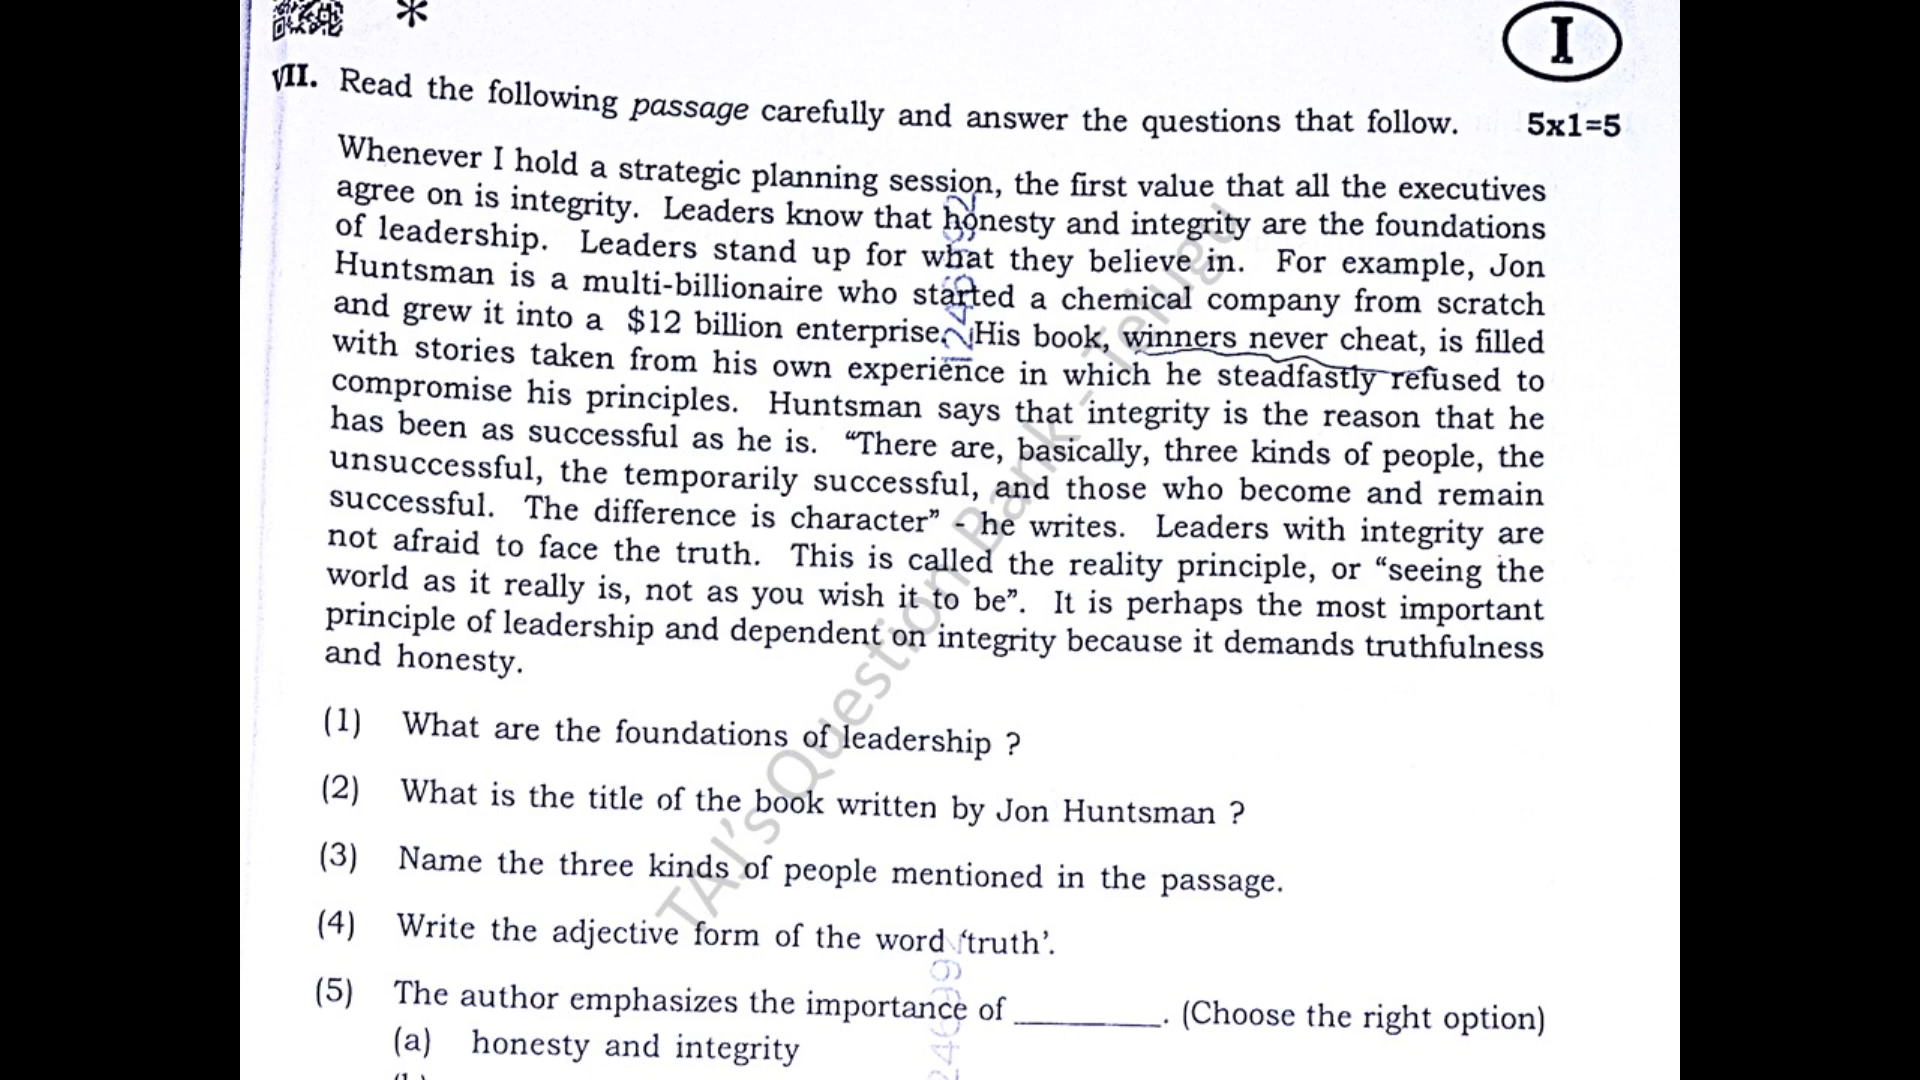 *
I
VII. Read the following passage carefully and answer the questions that follow. 5x1=5
Whenever I hold a strategic planning session, the first value that all the executives
agree on is integrity. Leaders know that honesty and integrity are the foundations
of leadership. Leaders stand up for what they believe in. For example, Jon
Huntsman is a multi-billionaire who started a chemical company from scratch
and grew it into a $12 billion enterprise. His book, winners never cheat, is filled
with stories taken from his own experience in which he steadfastly refused to
compromise his principles. Huntsman says that integrity is the reason that he
has been as successful as he is. “There are, basically, three kinds of people, the
unsuccessful, the temporarily successful, and those who become and remain
successful. The difference is character” - he writes. Leaders with integrity are
not afraid to face the truth. This is called the reality principle, or “seeing the
world as it really is, not as you wish it to be”. It is perhaps the most important
principle of leadership and dependent on integrity because it demands truthfulness
and honesty.
(1) What are the foundations of leadership ?
(2) What is the title of the book written by Jon Huntsman ?
(3) Name the three kinds of people mentioned in the passage.
(4) Write the adjective form of the word ‘truth’.
(5) The author emphasizes the importance of ________. (Choose the right option)
(a) honesty and integrity
TAJ's Question Bank - Telugu